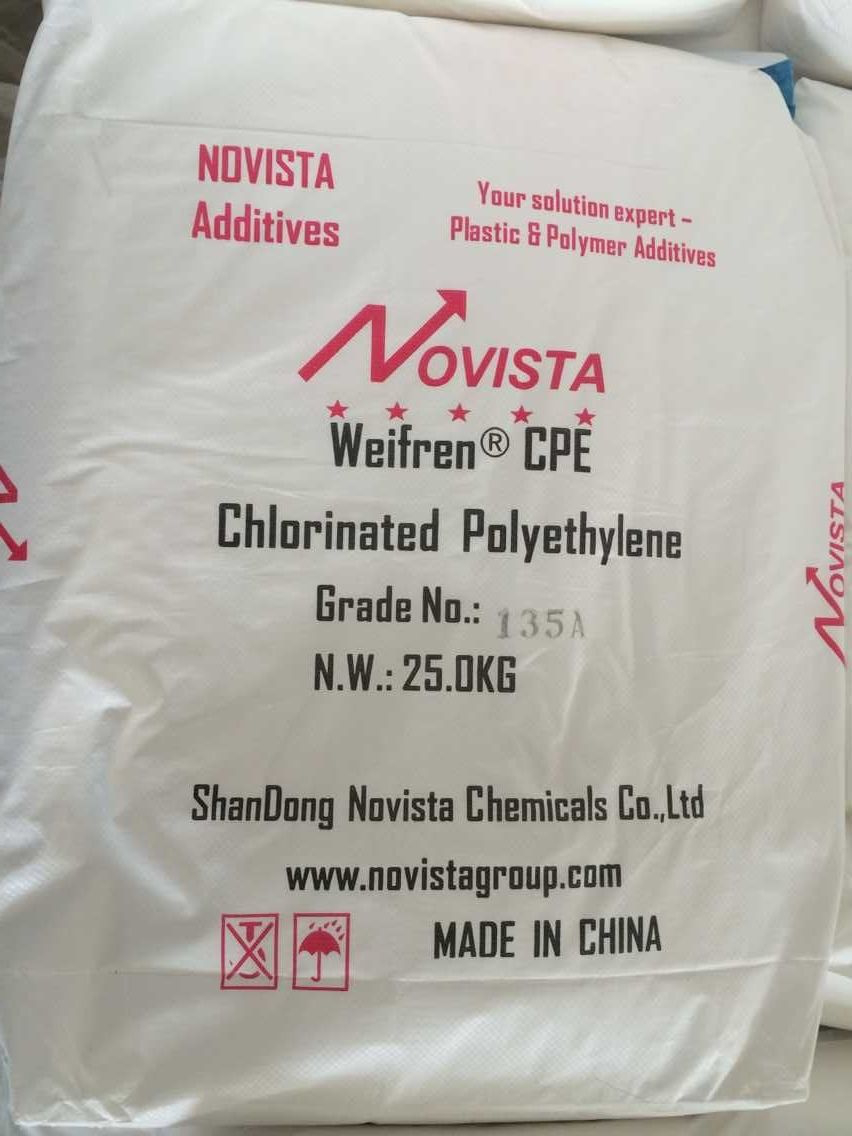 NOVISTA
Additives
Your solution expert –
Plastic & Polymer Additives
NOVISTA
Weifren® CPE
Chlorinated Polyethylene
Grade No.: 135A
N.W.: 25.0KG
ShanDong Novista Chemicals Co.,Ltd
www.novistagroup.com
MADE IN CHINA
NOVISTA